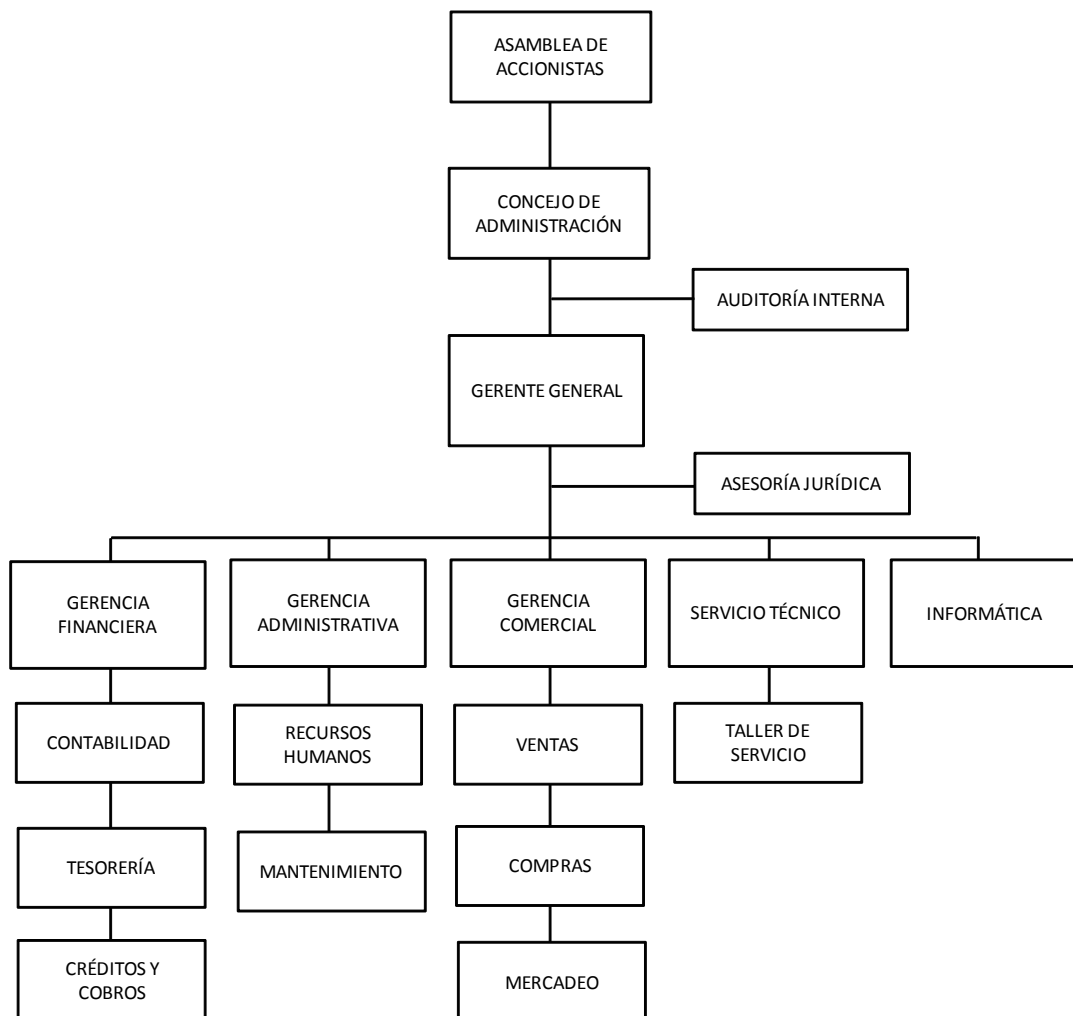 ASAMBLEA DE
ACCIONISTAS
CONCEJO DE
ADMINISTRACIÓN
AUDITORÍA INTERNA
GERENTE GENERAL
ASESORÍA JURÍDICA
GERENCIA
FINANCIERA
GERENCIA
ADMINISTRATIVA
GERENCIA
COMERCIAL
SERVICIO TÉCNICO
INFORMÁTICA
CONTABILIDAD
RECURSOS
HUMANOS
VENTAS
TALLER DE
SERVICIO
TESORERÍA
MANTENIMIENTO
COMPRAS
CRÉDITOS Y
COBROS
MERCADEO